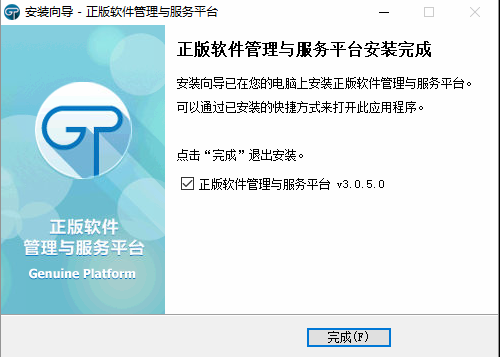 安装向导 - 正版软件管理与服务平台
正版软件管理与服务平台安装完成
安装向导已在您的电脑上安装正版软件管理与服务平台。
可以通过已安装的快捷方式来打开此应用程序。
点击“完成”退出安装。
正版软件管理与服务平台 v3.0.5.0
GP
正版软件
管理与服务平台
Genuine Platform
完成(F)